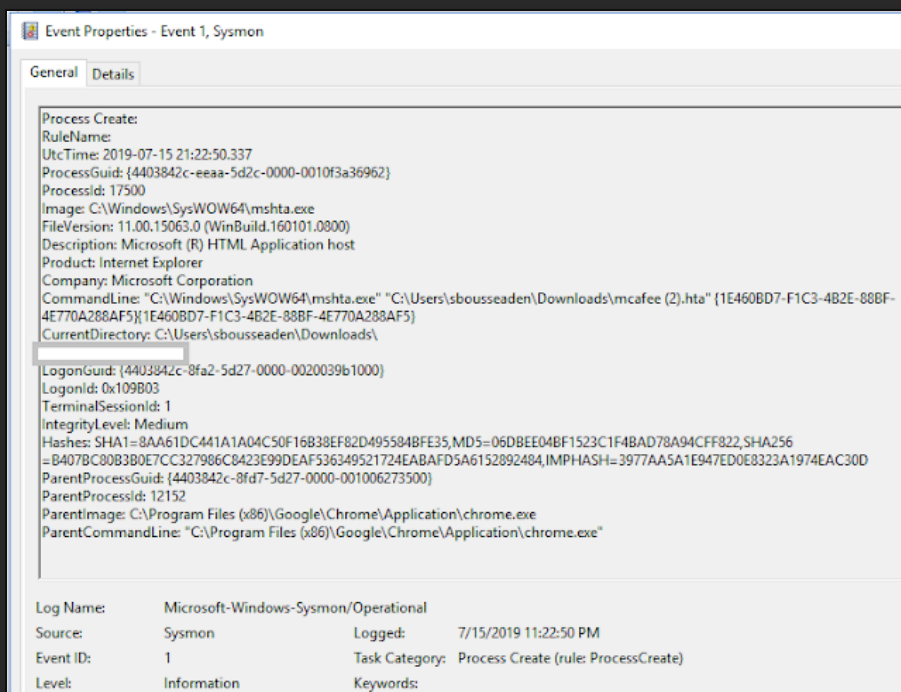 Event Properties - Event 1, Sysmon
General Details
Process Create:
RuleName:
UtcTime: 2019-07-15 21:22:50.337
ProcessGuid: {4403842c-eeaa-5d2c-0000-0010f3a36962}
ProcessId: 17500
Image: C:\Windows\SysWOW64\mshta.exe
FileVersion: 11.00.15063.0 (WinBuild.160101.0800)
Description: Microsoft (R) HTML Application host
Product: Internet Explorer
Company: Microsoft Corporation
CommandLine: "C:\Windows\SysWOW64\mshta.exe" "C:\Users\sbousseaden\Downloads\mcafee (2).hta" {1E460BD7-F1C3-4B2E-88BF-
4E770A288AF5}{1E460BD7-F1C3-4B2E-88BF-4E770A288AF5}
CurrentDirectory: C:\Users\sbousseaden\Downloads\
LogonGuid: {4403842c-8fa2-5d27-0000-0020039b1000}
LogonId: 0x109B03
TerminalSessionId: 1
IntegrityLevel: Medium
Hashes: SHA1=8AA61DC441A1A04C50F16B38EF82D495584BFE35,MD5=06DBEE04BF1523C1F4BAD78A94CFF822,SHA256
=B407BC80B3B0E7CC327986C8423E99DEAF536349521724EABAFD5A6152892484,IMPHASH=3977AA5A1E947ED0E8323A1974EAC30D
ParentProcessGuid: {4403842c-8fd7-5d27-0000-001006273500}
ParentProcessId: 12152
ParentImage: C:\Program Files (x86)\Google\Chrome\Application\chrome.exe
ParentCommandLine: "C:\Program Files (x86)\Google\Chrome\Application\chrome.exe"
Log Name: Microsoft-Windows-Sysmon/Operational
Source: Sysmon Logged: 7/15/2019 11:22:50 PM
Event ID: 1 Task Category: Process Create (rule: ProcessCreate)
Level: Information Keywords: